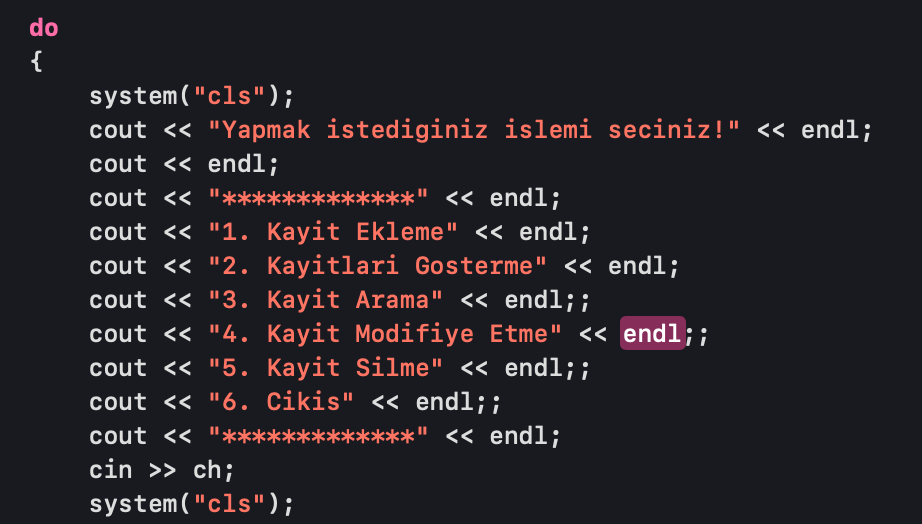 do
{
system("cls");
cout << "Yapmak istediginiz islemi seciniz!" << endl;
cout << endl;
cout << "*************" << endl;
cout << "1. Kayit Ekleme" << endl;
cout << "2. Kayitlari Gosterme" << endl;
cout << "3. Kayit Arama" << endl;;
cout << "4. Kayit Modifiye Etme" << endl;;
cout << "5. Kayit Silme" << endl;;
cout << "6. Cikis" << endl;;
cout << "*************" << endl;
cin >> ch;
system("cls");